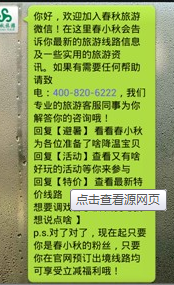 你好，欢迎加入春秋旅游
微信！在这里春小秋会告
诉你最新的旅游线路信息
及一些实用的旅游资
讯。如果有需要任何帮助
请致
电：400-820-6222，我们
专业的旅游客服同事为你
解答你的咨询哦！
回复【避暑】看看春小秋
为各位准备了啥降温宝贝
回复【活动】查看又有啥
好玩的活动等你来参与
回复【特价】查看最新特
价线路
点击查看源网页
想要调戏
想说点啥 】
p.s.对了对了，现在起只要
你是春小秋的粉丝，只要
你在官网预订出境线路均
可享受立减福利哦！